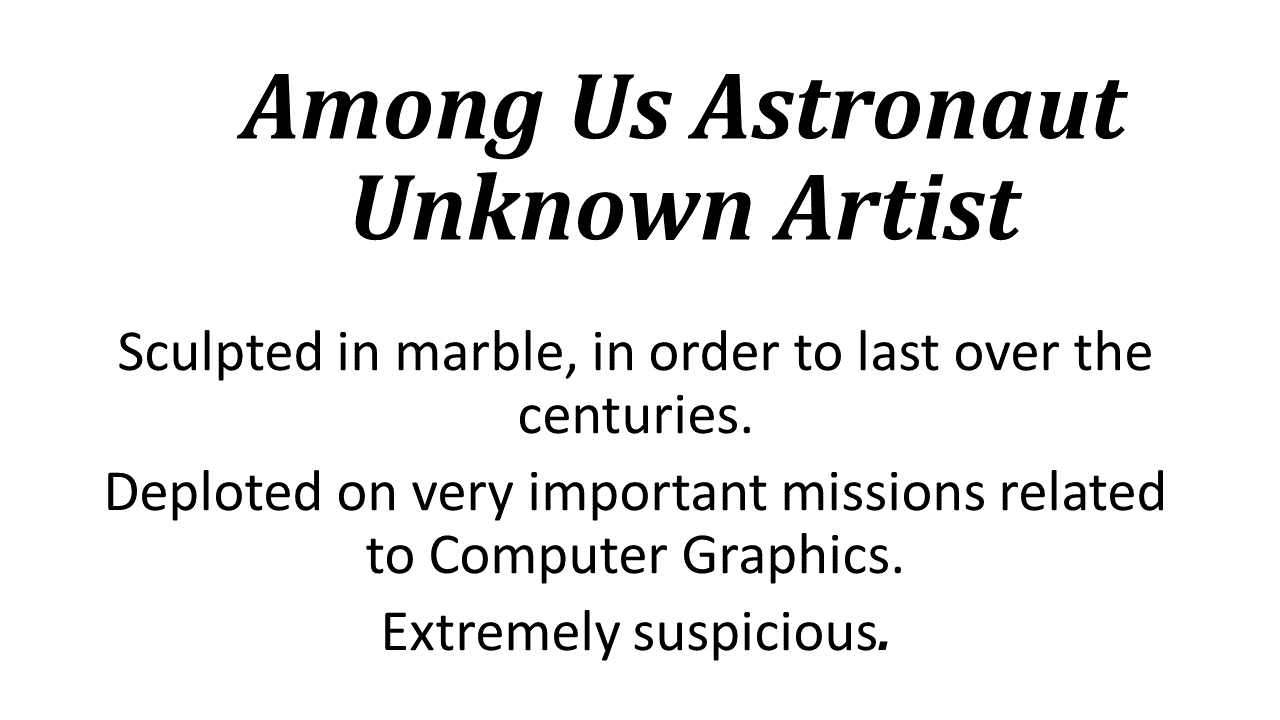 Among Us Astronaut
Unknown Artist
Sculpted in marble, in order to last over the
centuries.
Deploted on very important missions related
to Computer Graphics.
Extremely suspicious.